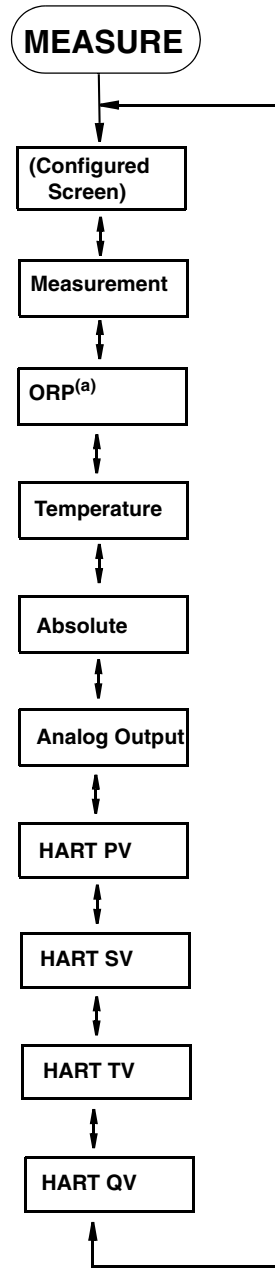 MEASURE
(Configured
Screen)
Measurement
ORP(a)
Temperature
Absolute
Analog Output
HART PV
HART SV
HART TV
HART QV